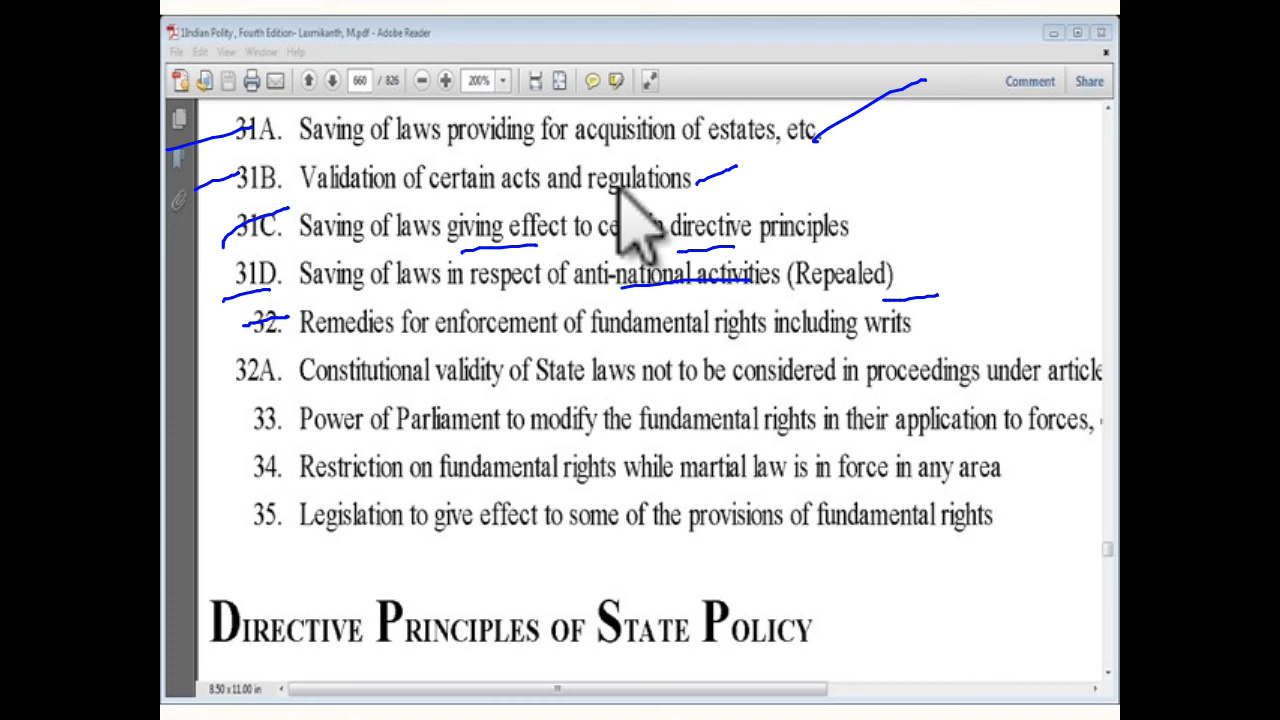 1Indian Polity, Fourth Edition- Laxmikanth, M.pdf - Adobe Reader
File Edit View Window Help
660 / 826 200% Comment Share
31A. Saving of laws providing for acquisition of estates, etc.
31B. Validation of certain acts and regulations
31C. Saving of laws giving effect to directive principles
31D. Saving of laws in respect of anti-national activities (Repealed)
32. Remedies for enforcement of fundamental rights including writs
32A. Constitutional validity of State laws not to be considered in proceedings under article
33. Power of Parliament to modify the fundamental rights in their application to forces,
34. Restriction on fundamental rights while martial law is in force in any area
35. Legislation to give effect to some of the provisions of fundamental rights
DIRECTIVE PRINCIPLES OF STATE POLICY
8.50 x 11.00 in